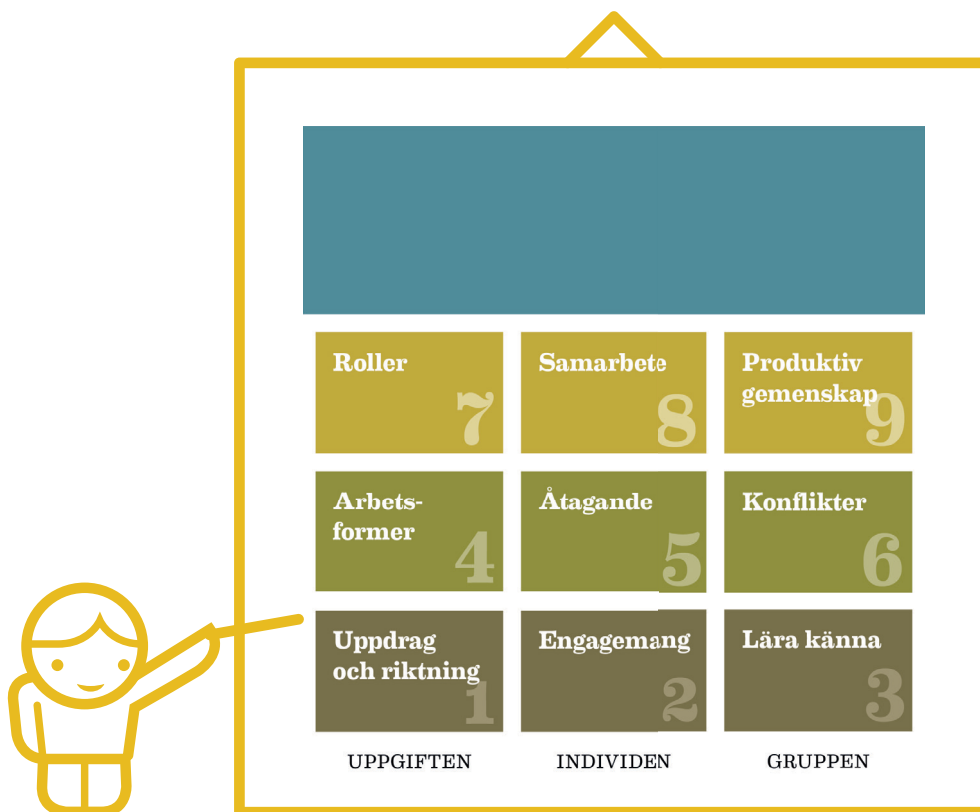 Roller
7
Samarbete
8
Produktiv
gemenskap
9
Arbets-
former
4
Åtagande
5
Konflikter
6
Uppdrag
och riktning
1
Engagemang
2
Lära känna
3
UPPGIFTEN
INDIVIDEN
GRUPPEN